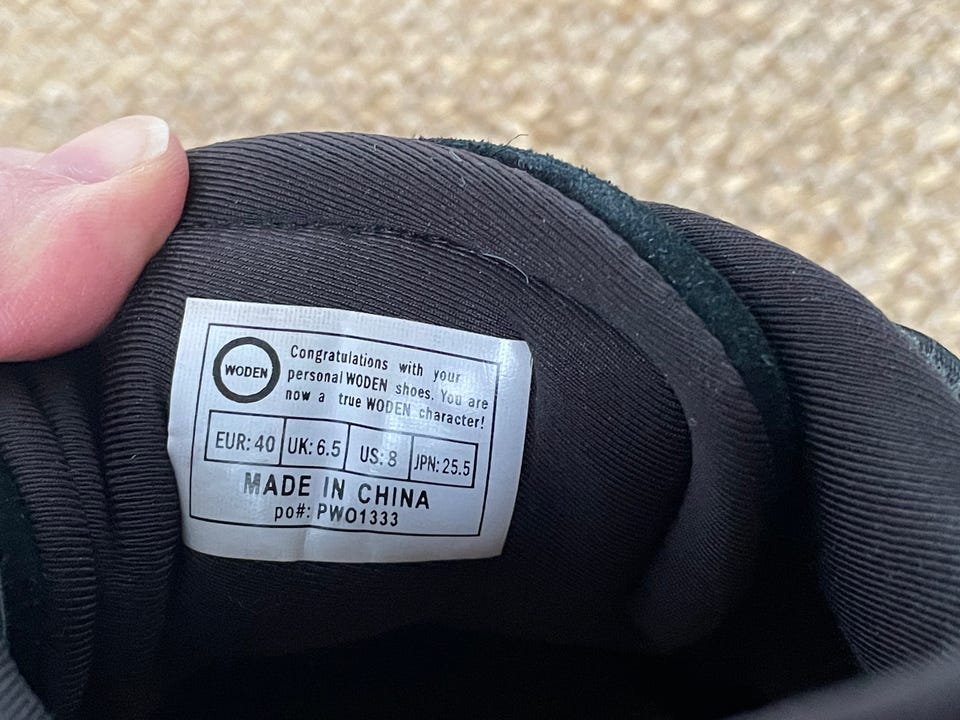 WODEN
Congratulations with your
personal WODEN shoes. You are
now a true WODEN character!
EUR: 40 UK: 6.5 US: 8 JPN: 25.5
MADE IN CHINA
po#: PWO1333